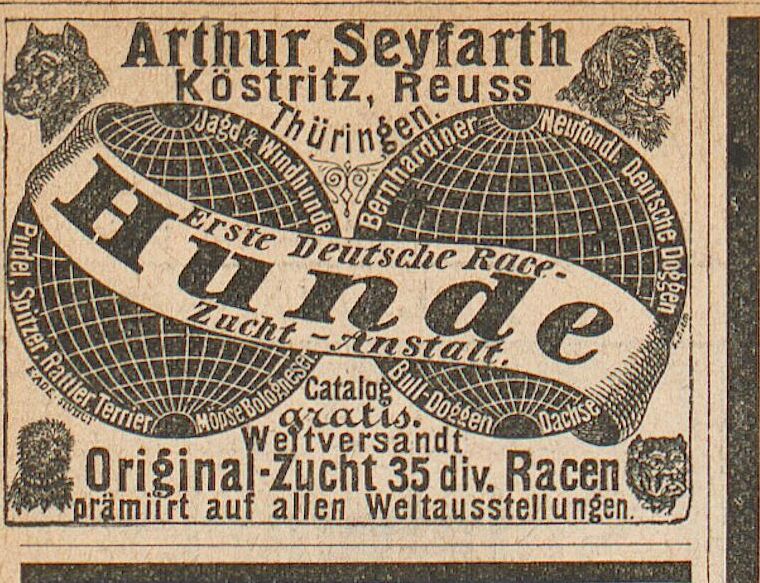 Arthur Seyfarth
Köstritz, Reuss
Thüringen.
Jagd & Windhunde
Bernhardiner
Neufondl. Deutsche Doggen
Erste Deutsche Race-
Hunde
Zucht-Anstalt.
Pudel, Spitzer, Rattler Terrier
Möpse Bologneser
Bull-Doggen
Dachse
Catalog
gratis.
Weltversandt
Original-Zucht 35 div. Racen
prämiirt auf allen Weltausstellungen.